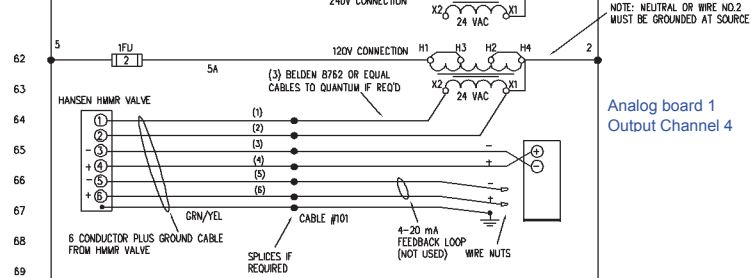 240V CONNECTION
X2 X1
24 VAC
NOTE: NEUTRAL OR WIRE NO.2
MUST BE GROUNDED AT SOURCE
5
1FU
2
5A
120V CONNECTION
H1 H3 H2 H4
2
62
63
(3) BELDEN 8762 OR EQUAL
CABLES TO QUANTUM IF REQ'D
X2 X1
24 VAC
HANSEN HMMR VALVE
Analog board 1
Output Channel 4
64
1 (1)
2 (2)
65
- 3 (3) - +
+ 4 (4) + -
66
- 5 (5) -
+ 6 (6) +
67
GRN/YEL
CABLE #101
4-20 mA
FEEDBACK LOOP
(NOT USED)
WIRE NUTS
68
6 CONDUCTOR PLUS GROUND CABLE
FROM HMMR VALVE
SPLICES IF
REQUIRED
69